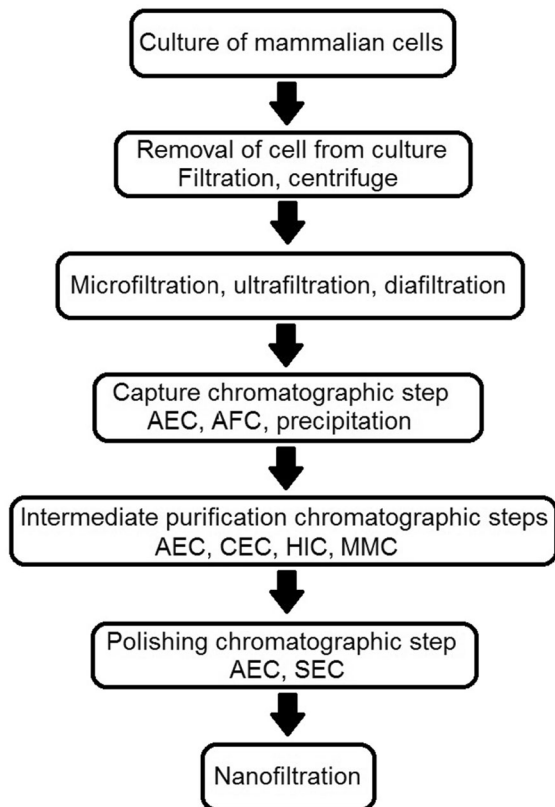 Culture of mammalian cells
Removal of cell from culture
Filtration, centrifuge
Microfiltration, ultrafiltration, diafiltration
Capture chromatographic step
AEC, AFC, precipitation
Intermediate purification chromatographic steps
AEC, CEC, HIC, MMC
Polishing chromatographic step
AEC, SEC
Nanofiltration